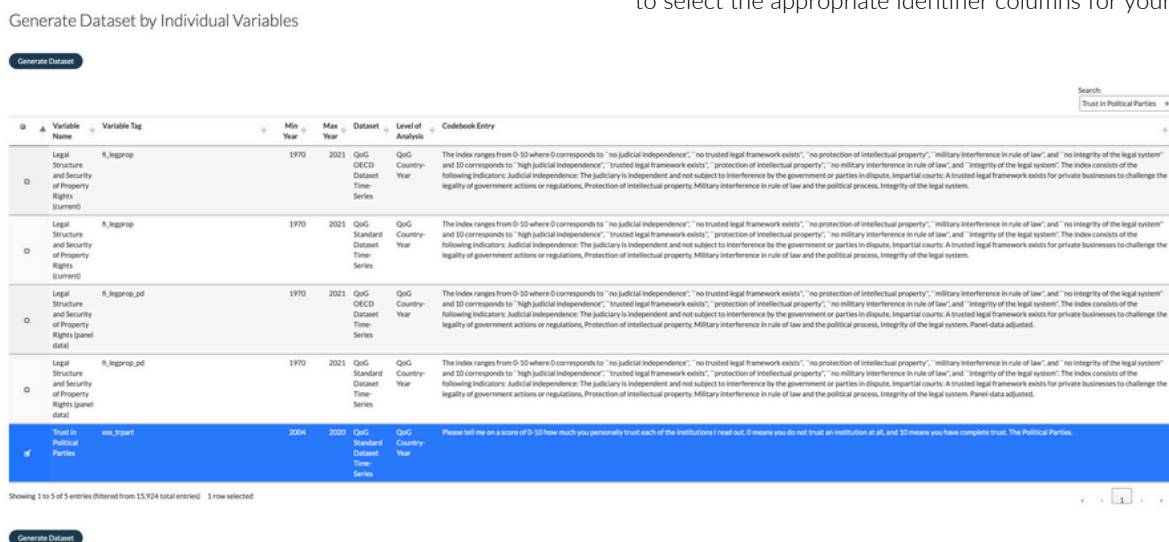 to select the appropriate identifier columns for your
Generate Dataset by Individual Variables
Generate Dataset
Search:
Trust in Political Parties
Variable Name Variable Tag Min Year Max Year Dataset Level of Analysis Codebook Entry
Legal fi_legprop 1970 2021 QoG QoG The index ranges from 0-10 where 0 corresponds to ``no judicial independence'', ``no trusted legal framework exists'', ``no protection of intellectual property'', ``military interference in rule of law'', and ``no integrity of the legal system''
Structure OECD Country- and 10 corresponds to ``high judicial independence'', ``trusted legal framework exists'', ``protection of intellectual property'', ``no military interference in rule of law'', and ``integrity of the legal system''. The index consists of the
and Security Dataset Year following indicators: Judicial independence: The judiciary is independent and not subject to interference by the government or parties in dispute, Impartial courts: A trusted legal framework exists for private businesses to challenge the
of Property Time- legality of government actions or regulations, Protection of intellectual property, Military interference in rule of law and the political process, Integrity of the legal system.
Rights Series
(current)
Legal fi_legprop 1970 2021 QoG QoG The index ranges from 0-10 where 0 corresponds to ``no judicial independence'', ``no trusted legal framework exists'', ``no protection of intellectual property'', ``military interference in rule of law'', and ``no integrity of the legal system''
Structure Standard Country- and 10 corresponds to ``high judicial independence'', ``trusted legal framework exists'', ``protection of intellectual property'', ``no military interference in rule of law'', and ``integrity of the legal system''. The index consists of the
and Security Dataset Year following indicators: Judicial independence: The judiciary is independent and not subject to interference by the government or parties in dispute, Impartial courts: A trusted legal framework exists for private businesses to challenge the
of Property Time- legality of government actions or regulations, Protection of intellectual property, Military interference in rule of law and the political process, Integrity of the legal system.
Rights Series
(current)
Legal fi_legprop_pd 1970 2021 QoG QoG The index ranges from 0-10 where 0 corresponds to ``no judicial independence'', ``no trusted legal framework exists'', ``no protection of intellectual property'', ``military interference in rule of law'', and ``no integrity of the legal system''
Structure OECD Country- and 10 corresponds to ``high judicial independence'', ``trusted legal framework exists'', ``protection of intellectual property'', ``no military interference in rule of law'', and ``integrity of the legal system''. The index consists of the
and Security Dataset Year following indicators: Judicial independence: The judiciary is independent and not subject to interference by the government or parties in dispute, Impartial courts: A trusted legal framework exists for private businesses to challenge the
of Property Time- legality of government actions or regulations, Protection of intellectual property, Military interference in rule of law and the political process, Integrity of the legal system. Panel-data adjusted.
Rights (panel Series
data)
Legal fi_legprop_pd 1970 2021 QoG QoG The index ranges from 0-10 where 0 corresponds to ``no judicial independence'', ``no trusted legal framework exists'', ``no protection of intellectual property'', ``military interference in rule of law'', and ``no integrity of the legal system''
Structure Standard Country- and 10 corresponds to ``high judicial independence'', ``trusted legal framework exists'', ``protection of intellectual property'', ``no military interference in rule of law'', and ``integrity of the legal system''. The index consists of the
and Security Dataset Year following indicators: Judicial independence: The judiciary is independent and not subject to interference by the government or parties in dispute, Impartial courts: A trusted legal framework exists for private businesses to challenge the
of Property Time- legality of government actions or regulations, Protection of intellectual property, Military interference in rule of law and the political process, Integrity of the legal system. Panel-data adjusted.
Rights (panel Series
data)
Trust in ess_trpart 2004 2020 QoG QoG Please tell me on a score of 0-10 how much you personally trust each of the institutions I read out. 0 means you do not trust an institution at all, and 10 means you have complete trust. The Political Parties.
Political Standard Country-
Parties Dataset Year
Time-
Series
Showing 1 to 5 of 5 entries (filtered from 15,924 total entries) 1 row selected
« ‹ 1 › »
Generate Dataset